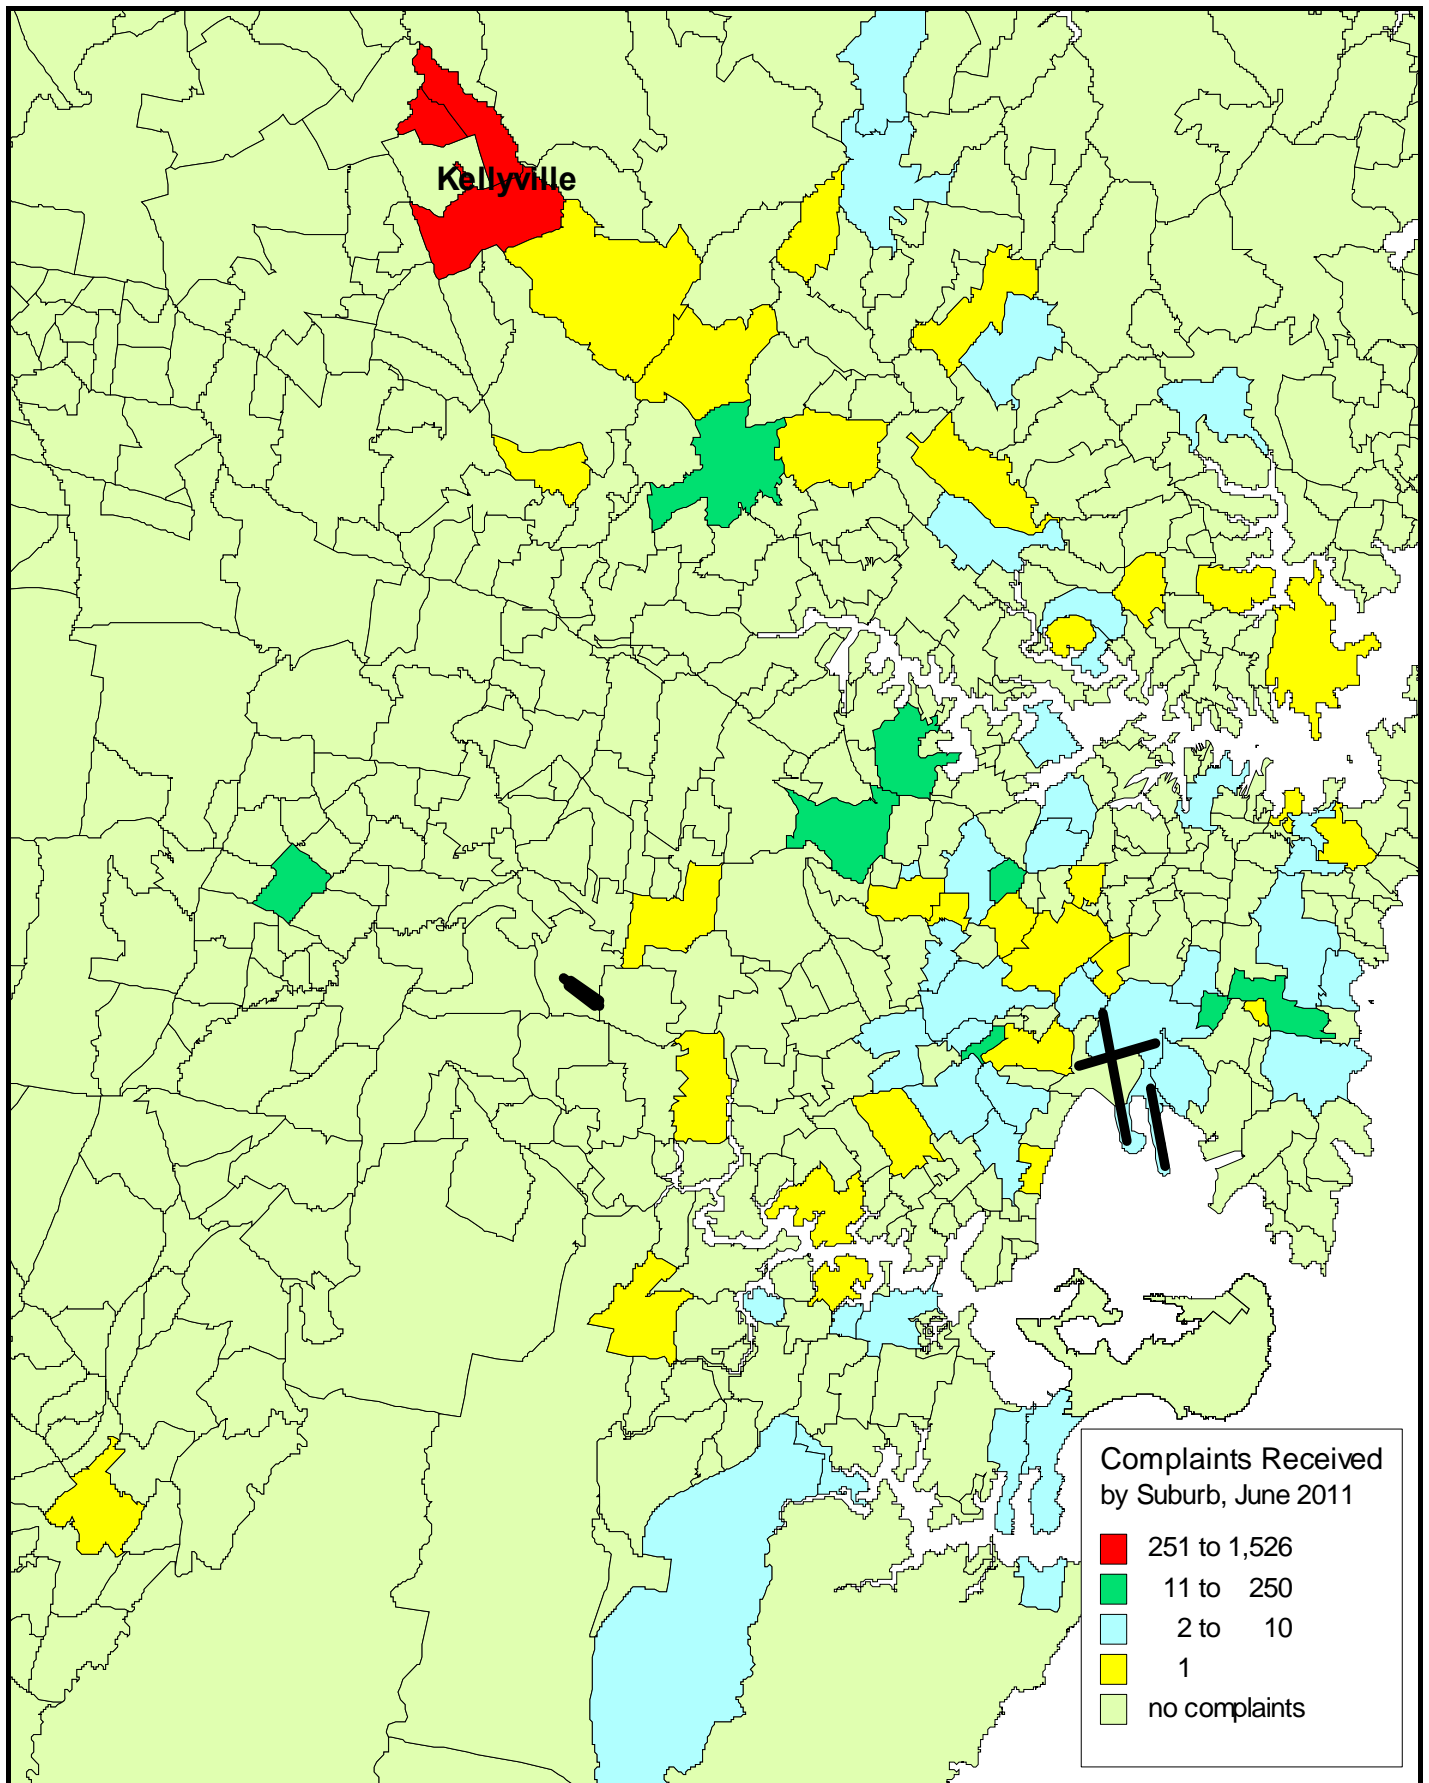 Kellyville
Complaints Received
by Suburb, June 2011
251 to 1,526
11 to 250
2 to 10
1
no complaints